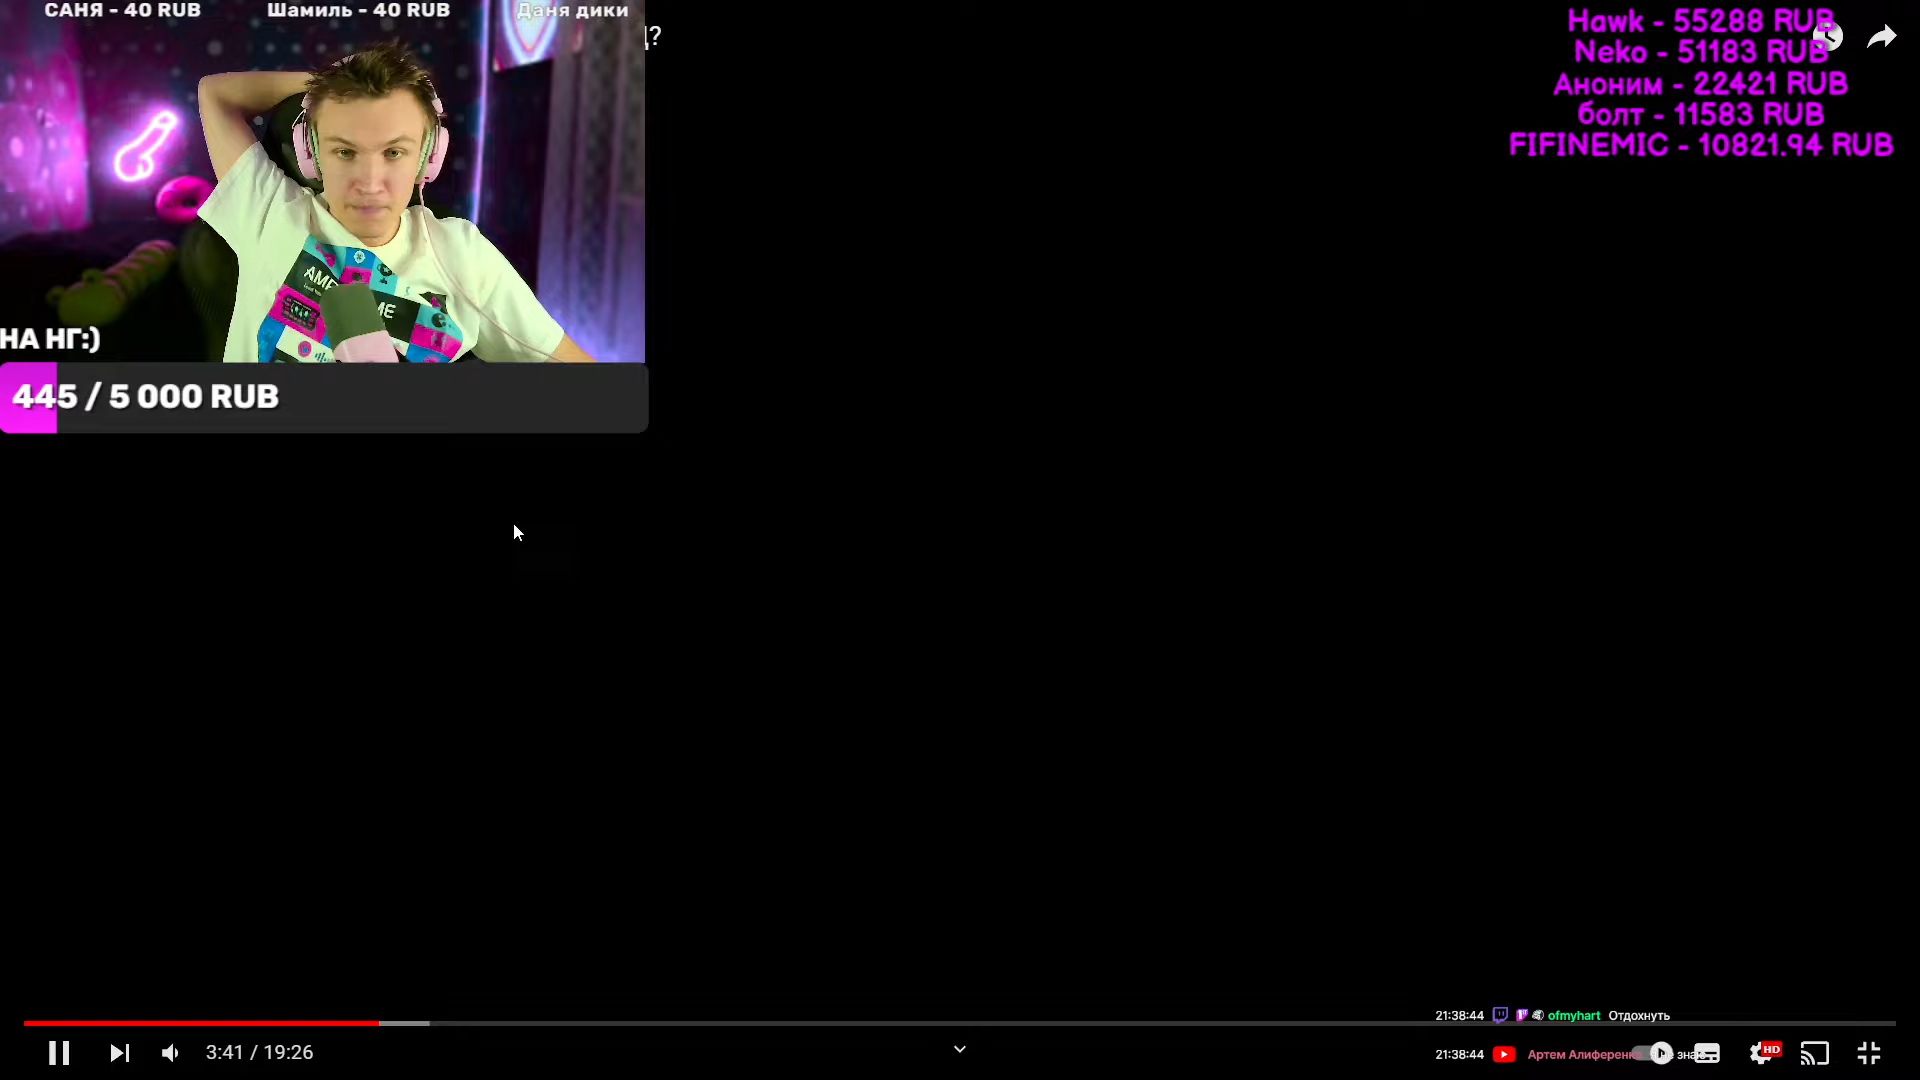 САНЯ - 40 RUB Шамиль - 40 RUB Даня дики
?
Hawk - 55288 RUB
Neko - 51183 RUB
Аноним - 22421 RUB
болт - 11583 RUB
FIFINEMIC - 10821.94 RUB
НА НГ:)
445 / 5 000 RUB
21:38:44 ofmyhart Отдохнуть
3:41 / 19:26
21:38:44 Артем Алиференко
HD